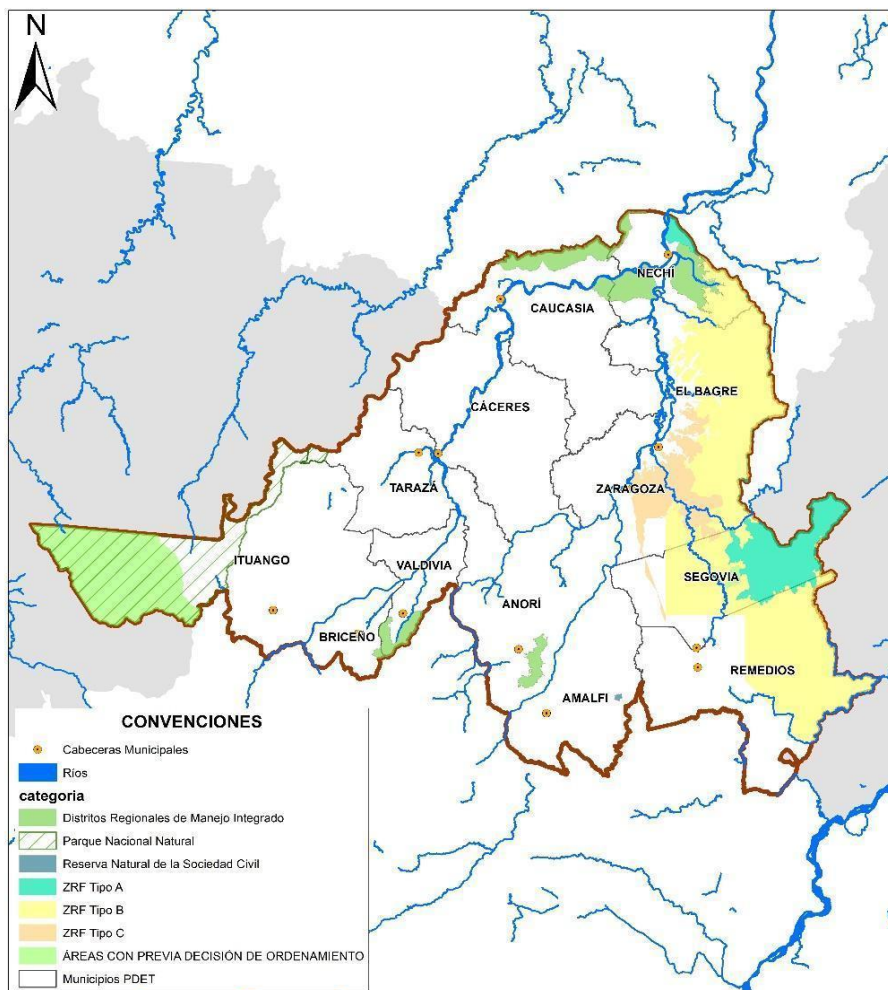 N
NECHÍ
CAUCASIA
EL BAGRE
CÁCERES
TARAZÁ
ZARAGOZA
ITUANGO
VALDIVIA
SEGOVIA
ANORÍ
BRICEÑO
REMEDIOS
AMALFI
CONVENCIONES
Cabeceras Municipales
Ríos
categoria
Distritos Regionales de Manejo Integrado
Parque Nacional Natural
Reserva Natural de la Sociedad Civil
ZRF Tipo A
ZRF Tipo B
ZRF Tipo C
ÁREAS CON PREVIA DECISIÓN DE ORDENAMIENTO
Municipios PDET